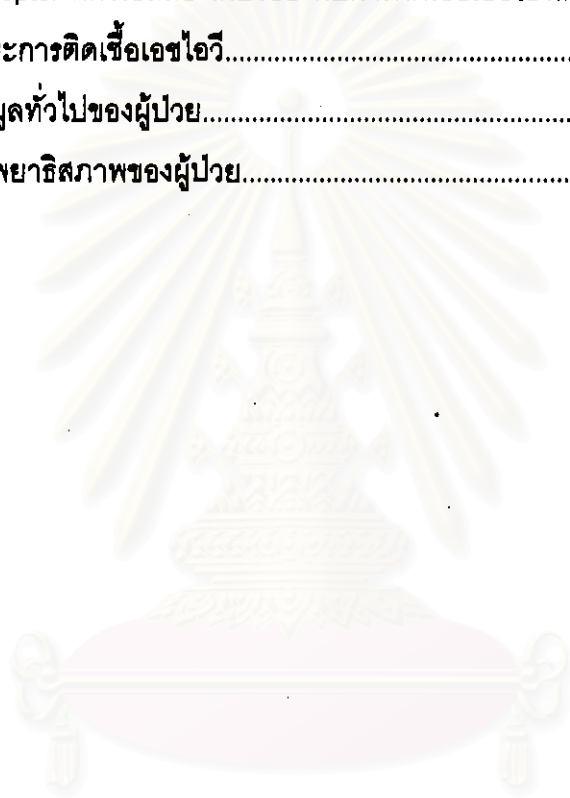 ะการติดเชื้อเอชไอวี
มูลทั่วไปของผู้ป่วย
พยาธิสภาพของผู้ป่วย